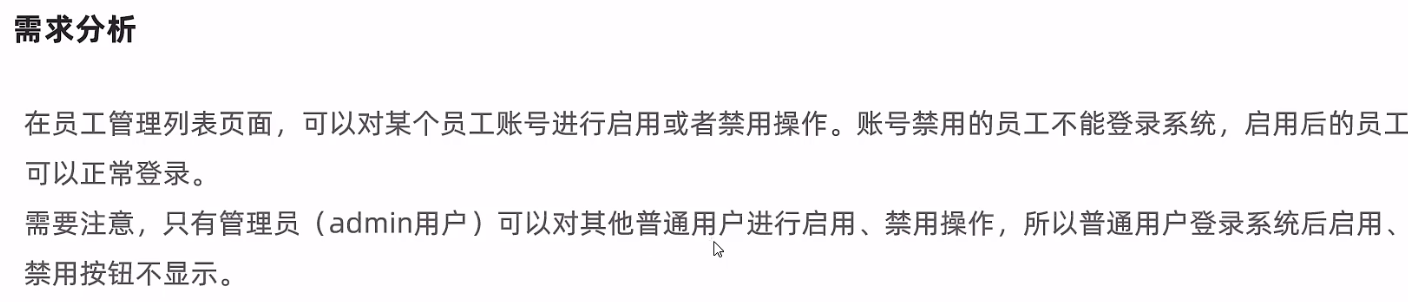 需求分析
在员工管理列表页面，可以对某个员工账号进行启用或者禁用操作。账号禁用的员工不能登录系统，启用后的员工
可以正常登录。
需要注意，只有管理员（admin用户）可以对其他普通用户进行启用、禁用操作，所以普通用户登录系统后启用、
禁用按钮不显示。